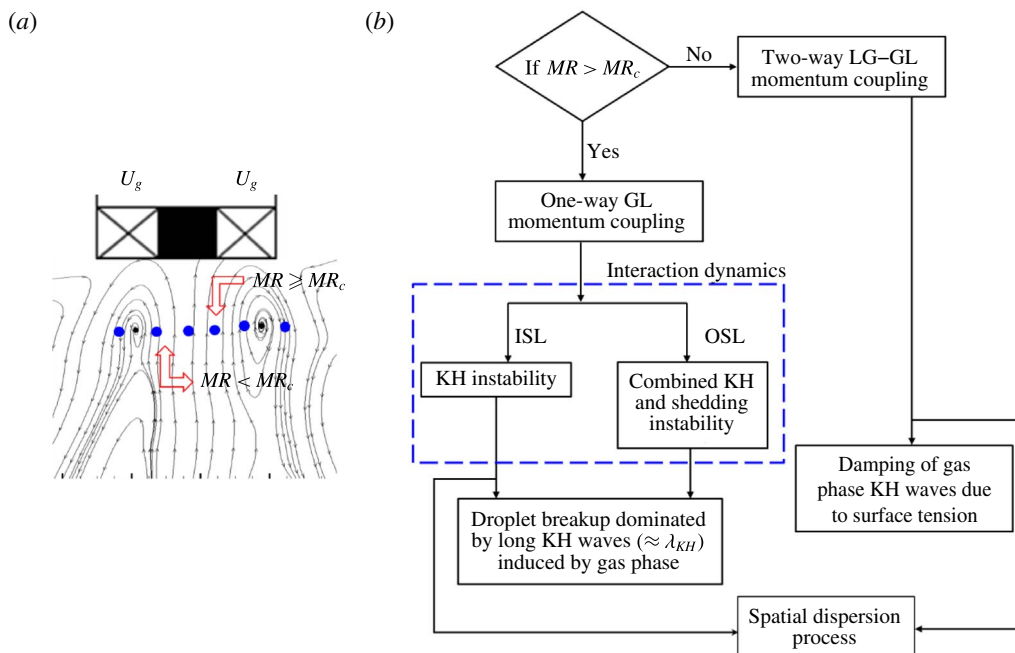 (a)
U_g U_g
MR ⩾ MR_c
MR < MR_c
(b)
If MR > MR_c
No
Two-way LG–GL
momentum coupling
Yes
One-way GL
momentum coupling
Interaction dynamics
ISL
OSL
KH instability
Combined KH
and shedding
instability
Damping of gas
phase KH waves due
to surface tension
Droplet breakup dominated
by long KH waves (≈ λ_KH)
induced by gas phase
Spatial dispersion
process